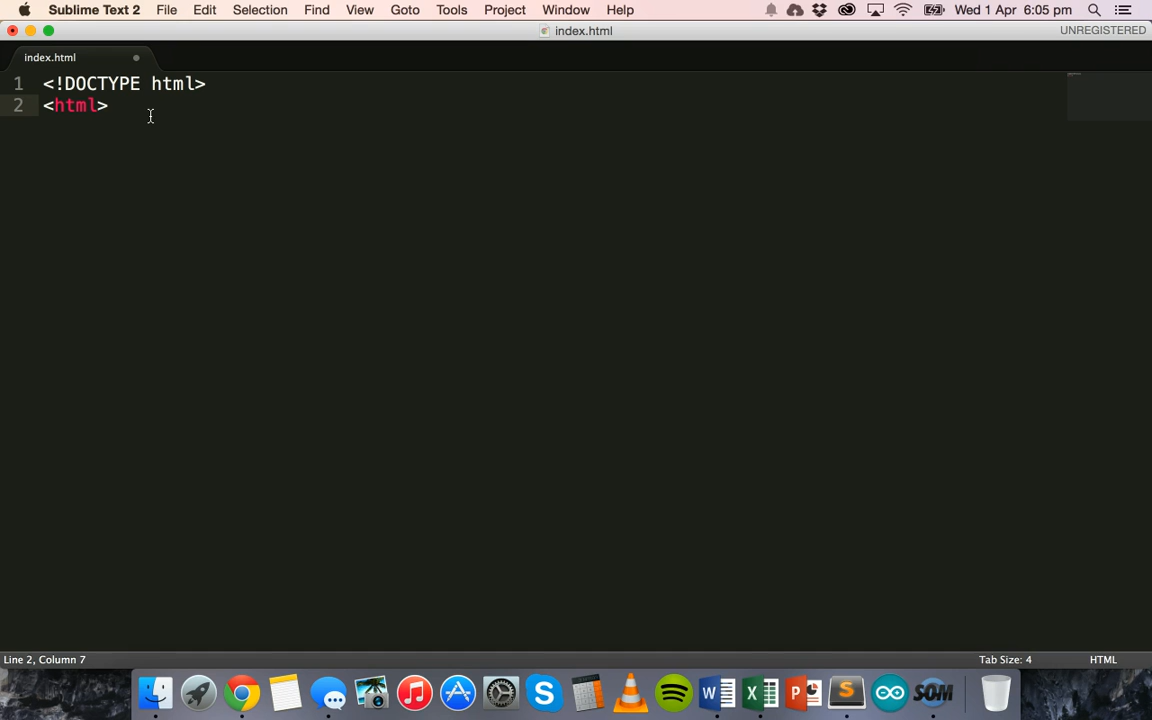 Sublime Text 2 File Edit Selection Find View Goto Tools Project Window Help Wed 1 Apr 6:05 pm
index.html UNREGISTERED
index.html
1 <!DOCTYPE html>
2 <html>
Line 2, Column 7 Tab Size: 4 HTML
SOM